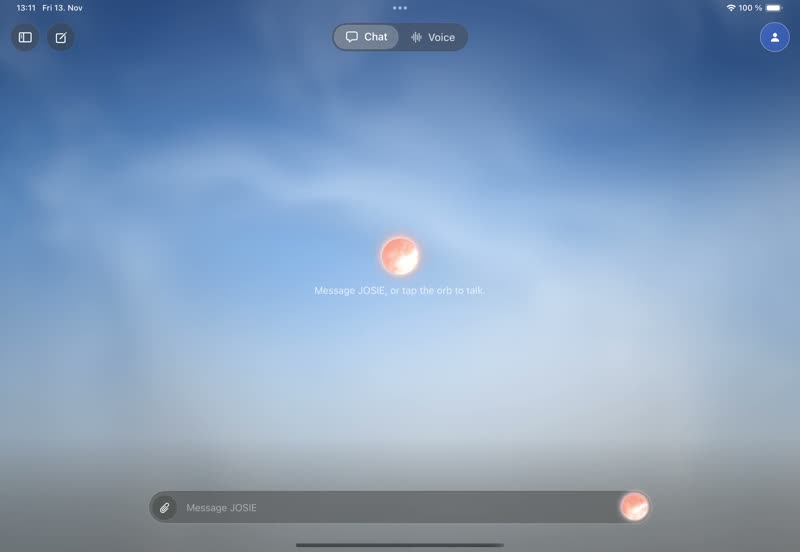 13:11 Fri 13. Nov
100 %
Chat
Voice
Message JOSIE, or tap the orb to talk.
Message JOSIE